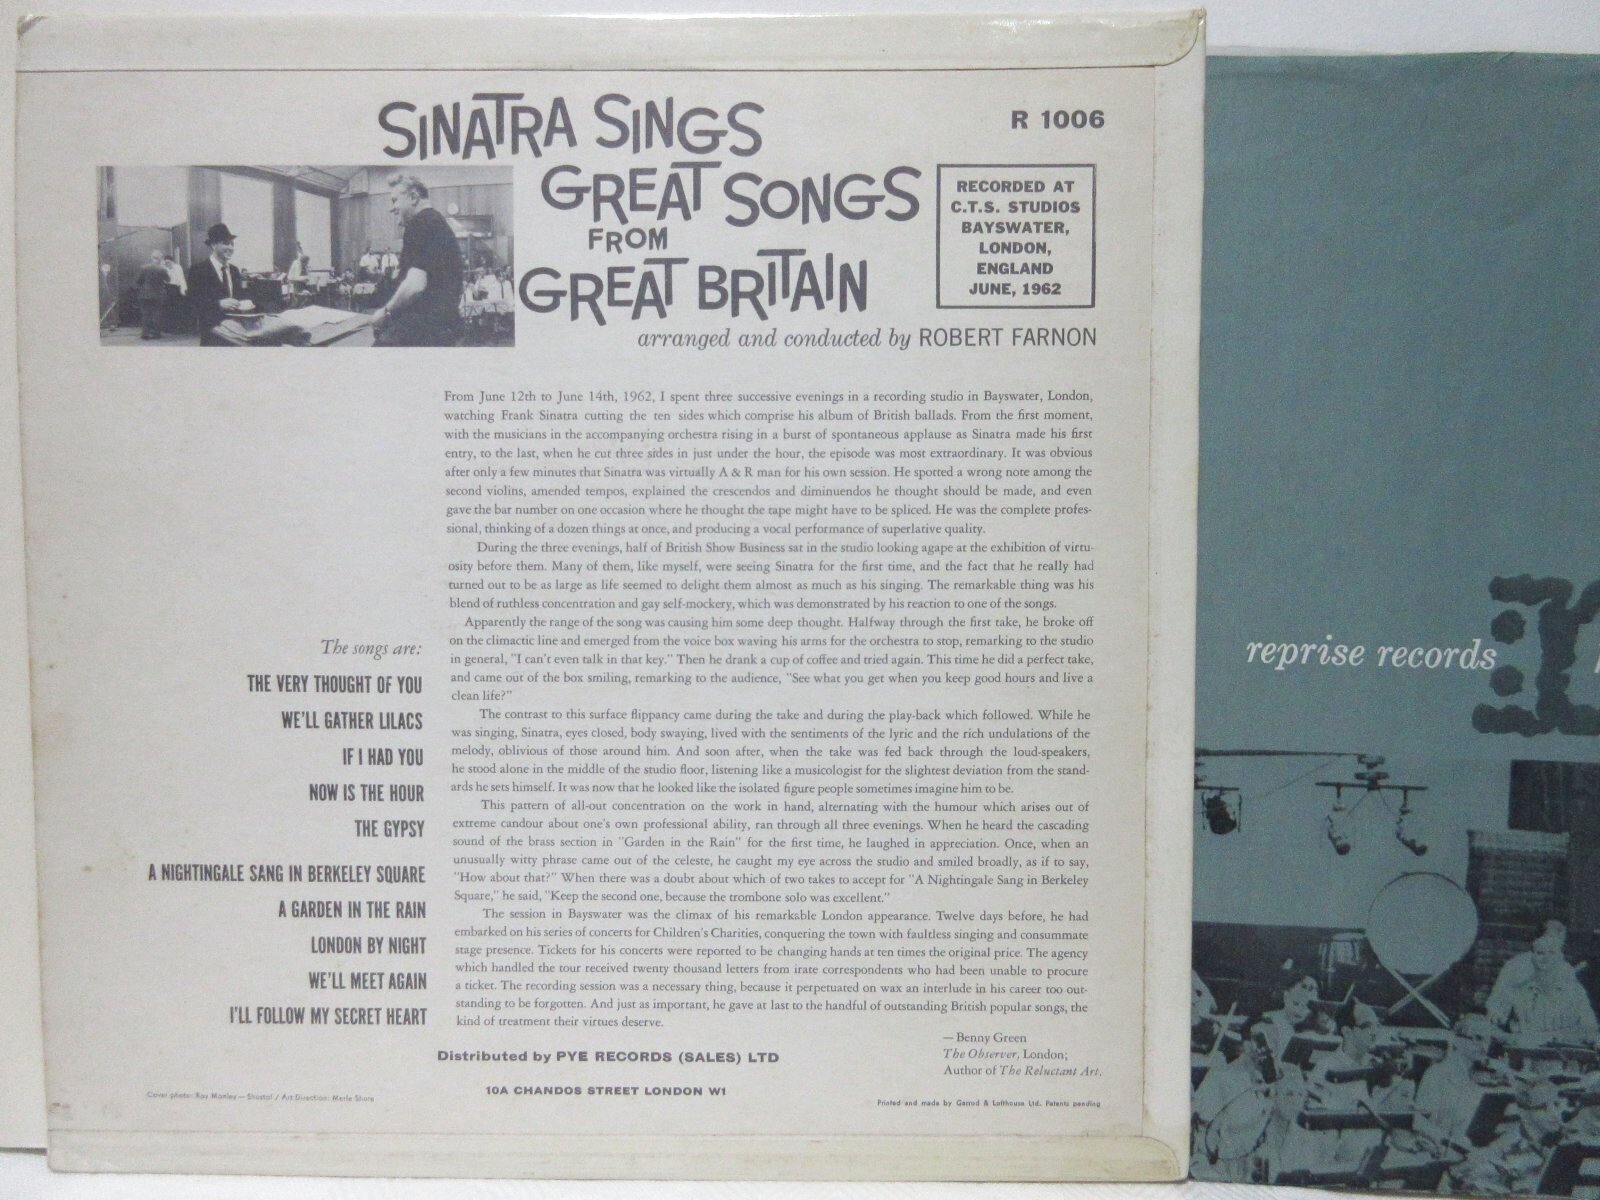 SINATRA SINGS
GREAT SONGS
FROM
GREAT BRITAIN
arranged and conducted by ROBERT FARNON
R 1006
RECORDED AT
C.T.S. STUDIOS
BAYSWATER,
LONDON,
ENGLAND
JUNE, 1962
From June 12th to June 14th, 1962, I spent three successive evenings in a recording studio in Bayswater, London,
watching Frank Sinatra cutting the ten sides which comprise his album of British ballads. From the first moment,
with the musicians in the accompanying orchestra rising in a burst of spontaneous applause as Sinatra made his first
entry, to the last, when he cut three sides in just under the hour, the episode was most extraordinary. It was obvious
after only a few minutes that Sinatra was virtually A & R man for his own session. He spotted a wrong note among the
second violins, amended tempos, explained the crescendos and diminuendos he thought should be made, and even
gave the bar number on one occasion where he thought the tape might have to be spliced. He was the complete profes-
sional, thinking of a dozen things at once, and producing a vocal performance of superlative quality.
During the three evenings, half of British Show Business sat in the studio looking agape at the exhibition of virtu-
osity before them. Many of them, like myself, were seeing Sinatra for the first time, and the fact that he really had
turned out to be as large as life seemed to delight them almost as much as his singing. The remarkable thing was his
blend of ruthless concentration and gay self-mockery, which was demonstrated by his reaction to one of the songs.
Apparently the range of the song was causing him some deep thought. Halfway through the first take, he broke off
on the climactic line and emerged from the voice box waving his arms for the orchestra to stop, remarking to the studio
in general, "I can't even talk in that key." Then he drank a cup of coffee and tried again. This time he did a perfect take,
and came out of the box smiling, remarking to the audience, "See what you get when you keep good hours and live a
clean life?"
The contrast to this surface flippancy came during the take and during the play-back which followed. While he
was singing, Sinatra, eyes closed, body swaying, lived with the sentiments of the lyric and the rich undulations of the
melody, oblivious of those around him. And soon after, when the take was fed back through the loud-speakers,
he stood alone in the middle of the studio floor, listening like a musicologist for the slightest deviation from the stand-
ards he sets himself. It was now that he looked like the isolated figure people sometimes imagine him to be.
This pattern of all-out concentration on the work in hand, alternating with the humour which arises out of
extreme candour about one's own professional ability, ran through all three evenings. When he heard the cascading
sound of the brass section in "Garden in the Rain" for the first time, he laughed in appreciation. Once, when an
unusually witty phrase came out of the celeste, he caught my eye across the studio and smiled broadly, as if to say,
"How about that?" When there was a doubt about which of two takes to accept for "A Nightingale Sang in Berkeley
Square," he said, "Keep the second one, because the trombone solo was excellent."
The session in Bayswater was the climax of his remarkable London appearance. Twelve days before, he had
embarked on his series of concerts for Children's Charities, conquering the town with faultless singing and consummate
stage presence. Tickets for his concerts were reported to be changing hands at ten times the original price. The agency
which handled the tour received twenty thousand letters from irate correspondents who had been unable to procure
a ticket. The recording session was a necessary thing, because it perpetuated on wax an interlude in his career too out-
standing to be forgotten. And just as important, he gave at last to the handful of outstanding British popular songs, the
kind of treatment their virtues deserve.
— Benny Green
The Observer, London;
Author of The Reluctant Art.
The songs are:
THE VERY THOUGHT OF YOU
WE'LL GATHER LILACS
IF I HAD YOU
NOW IS THE HOUR
THE GYPSY
A NIGHTINGALE SANG IN BERKELEY SQUARE
A GARDEN IN THE RAIN
LONDON BY NIGHT
WE'LL MEET AGAIN
I'LL FOLLOW MY SECRET HEART
Distributed by PYE RECORDS (SALES) LTD
10A CHANDOS STREET LONDON W1
Cover photo: Ray Manley — Shostal / Art Direction: Merle Shore
Printed and made by Garrod & Lofthouse Ltd. Patents pending
reprise records